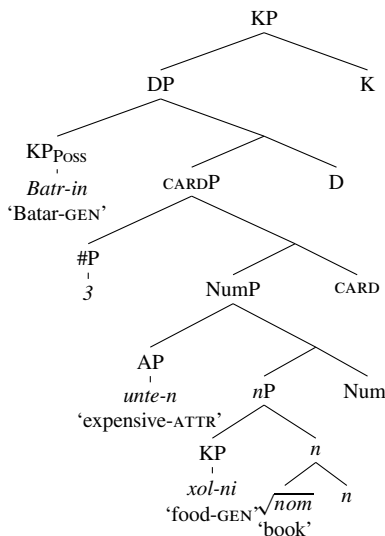 KP
DP K
KPPOSS
Batr-in CARDP D
‘Batar-GEN’
#P
3 NumP CARD
AP
unte-n nP Num
‘expensive-ATTR’
KP n
xol-ni √nom n
‘food-GEN’ ‘book’